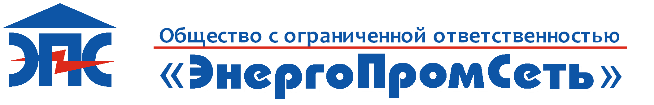 ЭПС
Общество с ограниченной ответственностью
«ЭнергоПромСеть»